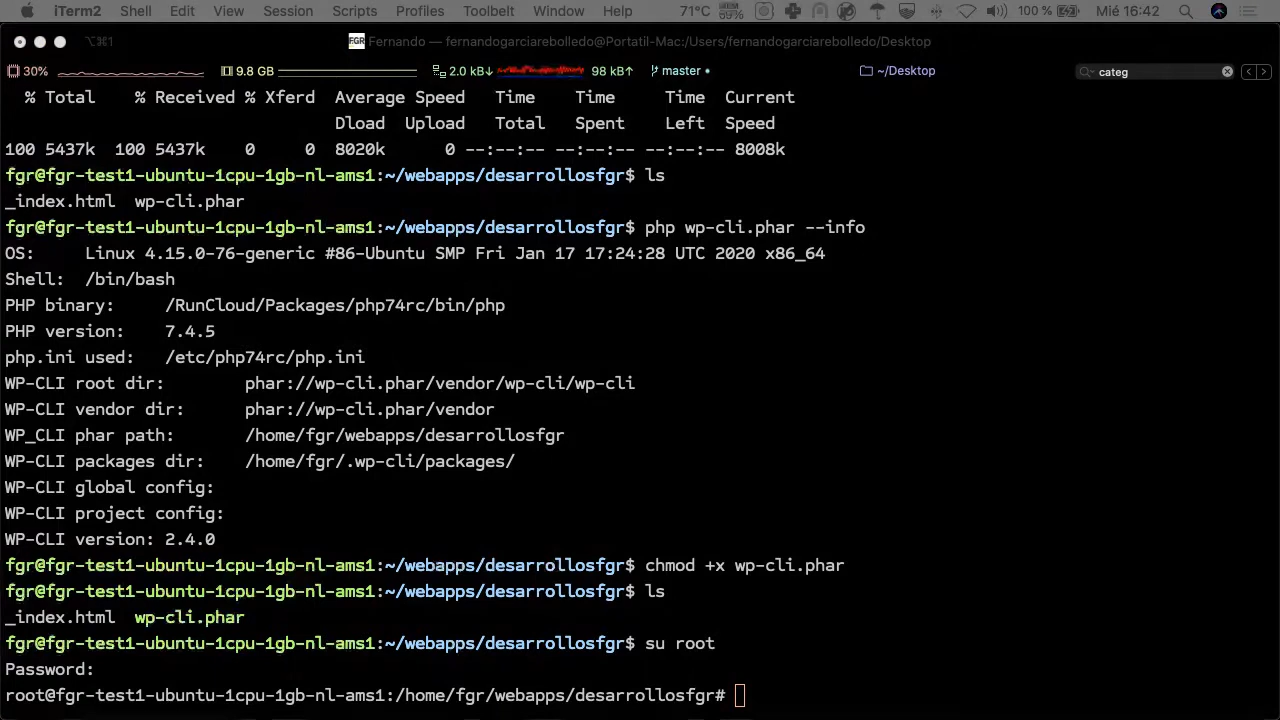 iTerm2 Shell Edit View Session Scripts Profiles Toolbelt Window Help 71°C 100 % Mié 16:42
⌥⌘1 FGR Fernando — fernandogarciarebolledo@Portatil-Mac:/Users/fernandogarciarebolledo/Desktop
30% 9.8 GB 2.0 kB↓ 98 kB↑ master • ~/Desktop categ
% Total % Received % Xferd Average Speed Time Time Time Current
Dload Upload Total Spent Left Speed
100 5437k 100 5437k 0 0 8020k 0 --:--:-- --:--:-- --:--:-- 8008k
fgr@fgr-test1-ubuntu-1cpu-1gb-nl-ams1:~/webapps/desarrollosfgr$ ls
_index.html wp-cli.phar
fgr@fgr-test1-ubuntu-1cpu-1gb-nl-ams1:~/webapps/desarrollosfgr$ php wp-cli.phar --info
OS: Linux 4.15.0-76-generic #86-Ubuntu SMP Fri Jan 17 17:24:28 UTC 2020 x86_64
Shell: /bin/bash
PHP binary: /RunCloud/Packages/php74rc/bin/php
PHP version: 7.4.5
php.ini used: /etc/php74rc/php.ini
WP-CLI root dir: phar://wp-cli.phar/vendor/wp-cli/wp-cli
WP-CLI vendor dir: phar://wp-cli.phar/vendor
WP_CLI phar path: /home/fgr/webapps/desarrollosfgr
WP-CLI packages dir: /home/fgr/.wp-cli/packages/
WP-CLI global config:
WP-CLI project config:
WP-CLI version: 2.4.0
fgr@fgr-test1-ubuntu-1cpu-1gb-nl-ams1:~/webapps/desarrollosfgr$ chmod +x wp-cli.phar
fgr@fgr-test1-ubuntu-1cpu-1gb-nl-ams1:~/webapps/desarrollosfgr$ ls
_index.html wp-cli.phar
fgr@fgr-test1-ubuntu-1cpu-1gb-nl-ams1:~/webapps/desarrollosfgr$ su root
Password:
root@fgr-test1-ubuntu-1cpu-1gb-nl-ams1:/home/fgr/webapps/desarrollosfgr#